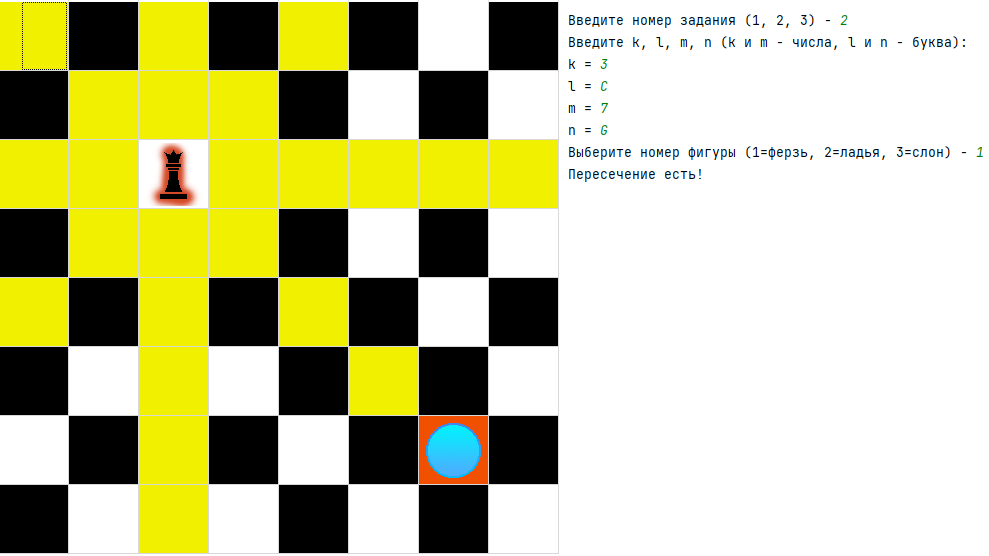 Введите номер задания (1, 2, 3) - 2
Введите k, l, m, n (k и m - числа, l и n - буква):
k = 3
l = C
m = 7
n = G
Выберите номер фигуры (1=ферзь, 2=ладья, 3=слон) - 1
Пересечение есть!